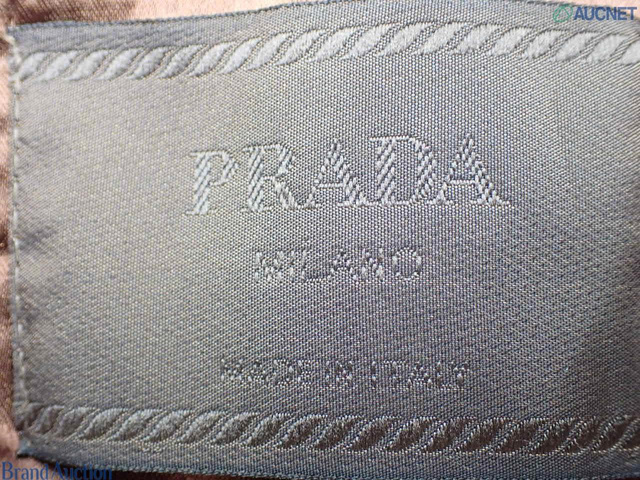 AUCNET
PRADA
MILANO
MADE IN ITALY
Brand Auction